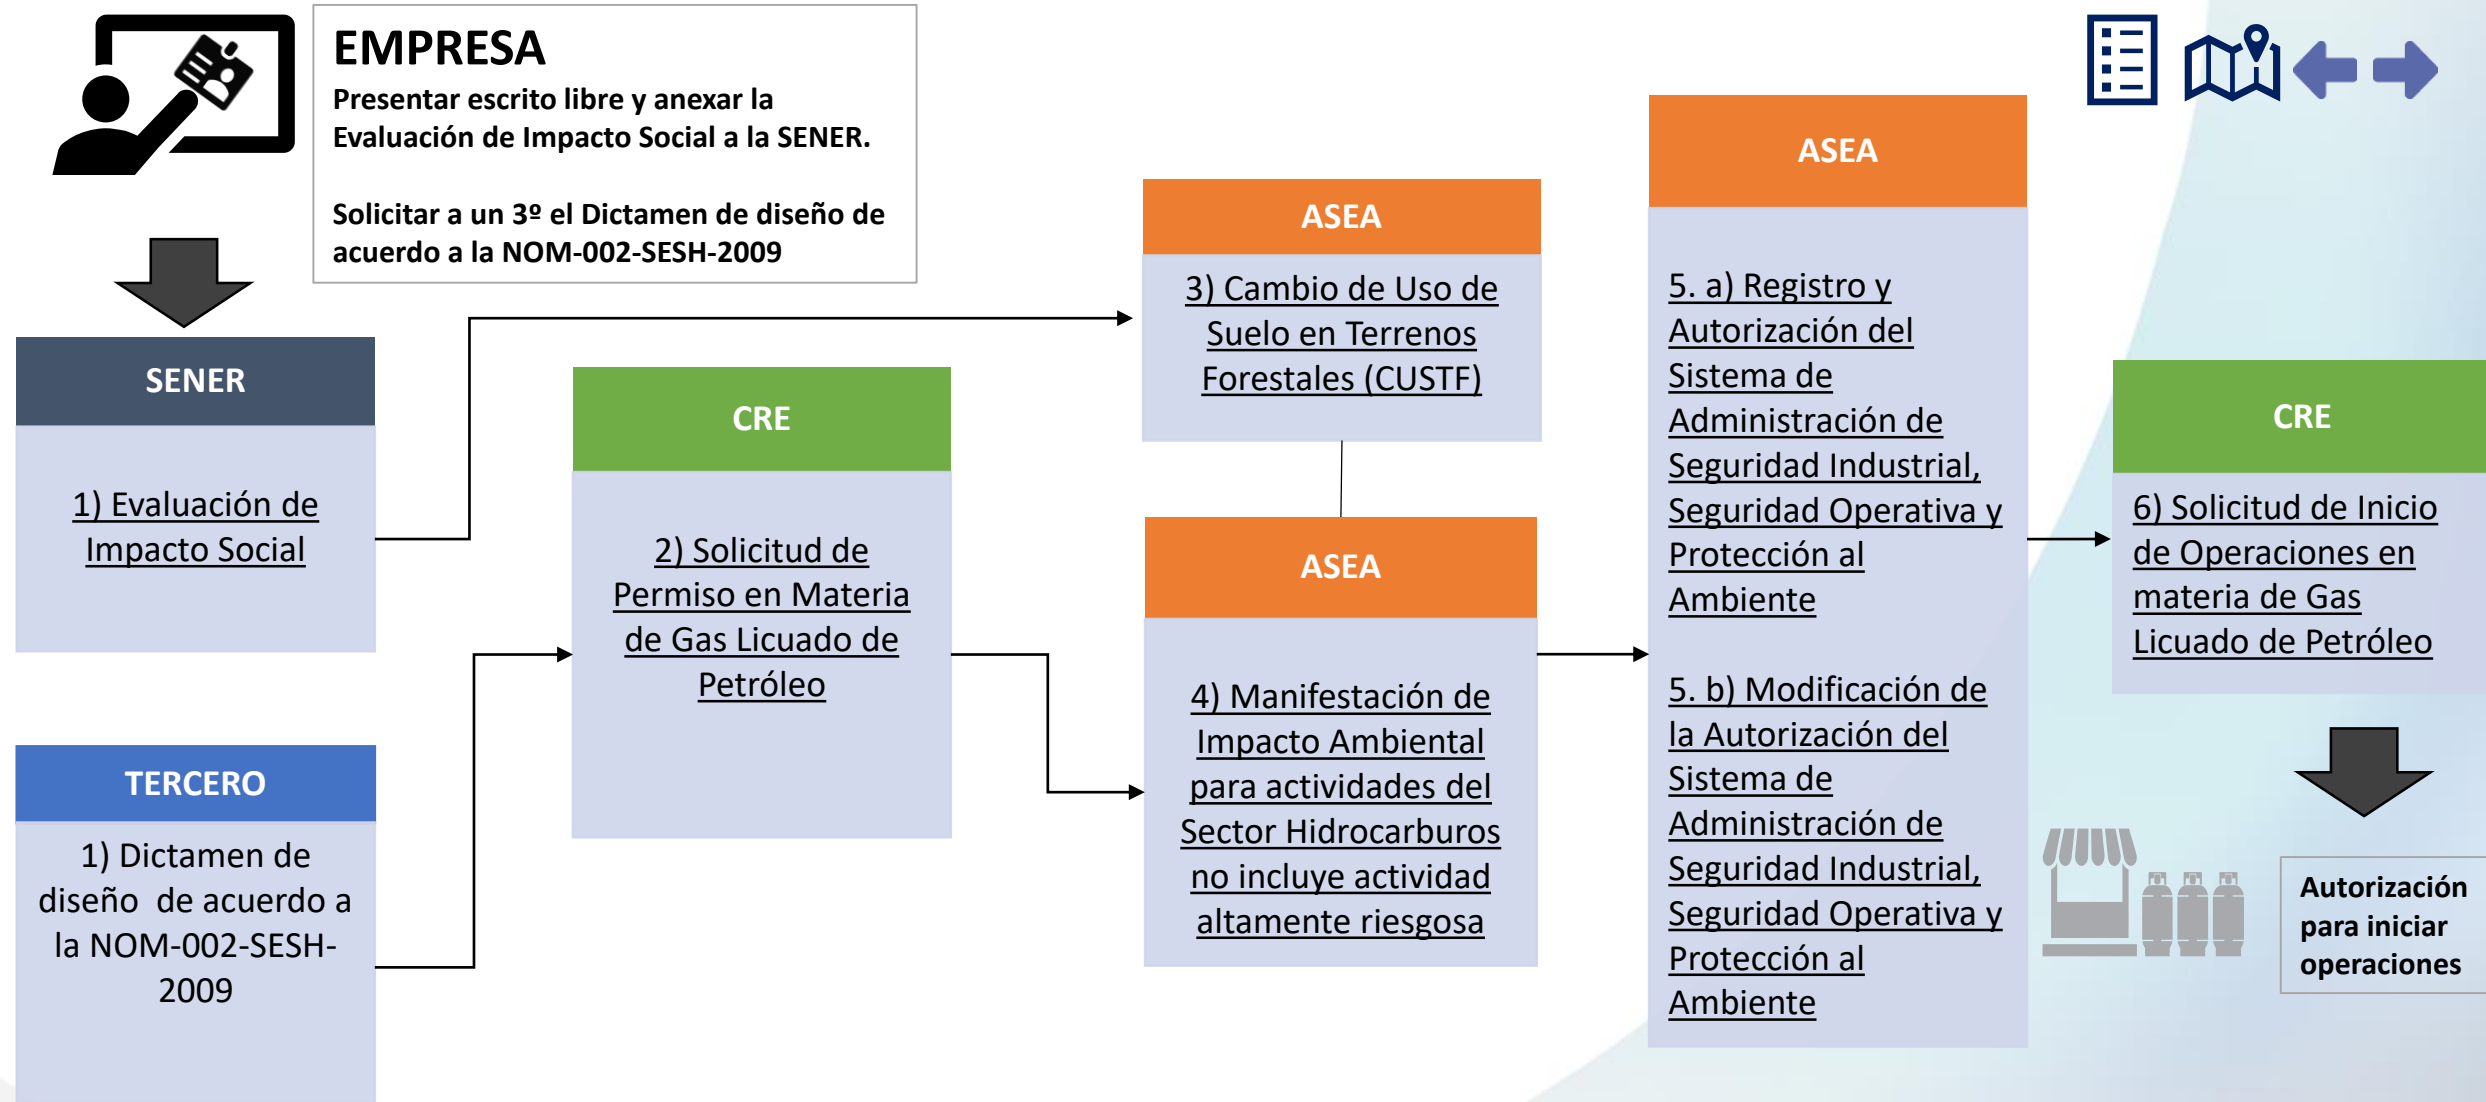 EMPRESA
Presentar escrito libre y anexar la
Evaluación de Impacto Social a la SENER.
Solicitar a un 3º el Dictamen de diseño de
acuerdo a la NOM-002-SESH-2009
SENER
1) Evaluación de
Impacto Social
TERCERO
1) Dictamen de
diseño  de acuerdo a
la NOM-002-SESH-
2009
CRE
2) Solicitud de
Permiso en Materia
de Gas Licuado de
Petróleo
ASEA
3) Cambio de Uso de
Suelo en Terrenos
Forestales (CUSTF)
ASEA
4) Manifestación de
Impacto Ambiental
para actividades del
Sector Hidrocarburos
no incluye actividad
altamente riesgosa
ASEA
5. a) Registro y
Autorización del
Sistema de
Administración de
Seguridad Industrial,
Seguridad Operativa y
Protección al
Ambiente
5. b) Modificación de
la Autorización del
Sistema de
Administración de
Seguridad Industrial,
Seguridad Operativa y
Protección al
Ambiente
CRE
6) Solicitud de Inicio
de Operaciones en
materia de Gas
Licuado de Petróleo
Autorización
para iniciar
operaciones